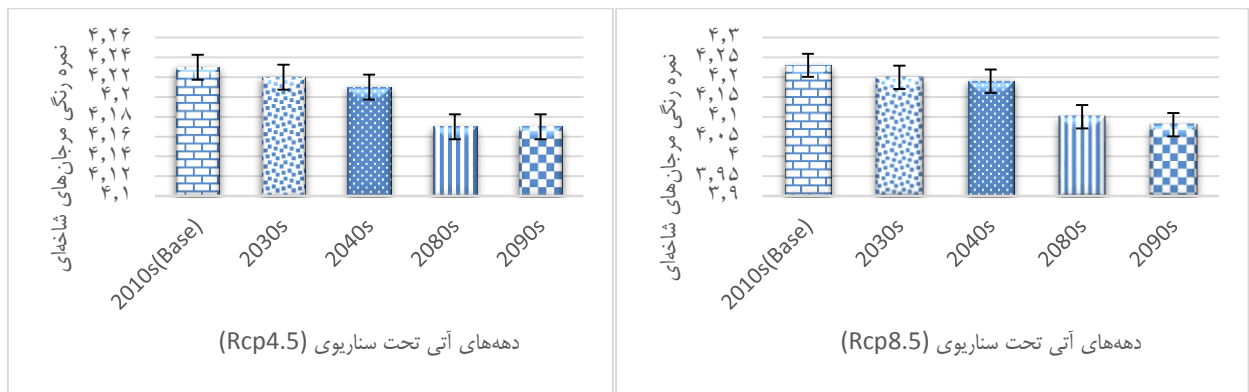 نمره رنگی مرجان‌های شاخه‌ای
۴٫۲۶
۴٫۲۴
۴٫۲۲
۴٫۲
۴٫۱۸
۴٫۱۶
۴٫۱۴
۴٫۱۲
۴٫۱
2010s(Base)
2030s
2040s
2080s
2090s
دهه‌های آتی تحت سناریوی (Rcp4.5)
نمره رنگی مرجان‌های شاخه‌ای
۴٫۳
۴٫۲۵
۴٫۲
۴٫۱۵
۴٫۱
۴٫۰۵
۴
۳٫۹۵
۳٫۹
2010s(Base)
2030s
2040s
2080s
2090s
دهه‌های آتی تحت سناریوی (Rcp8.5)